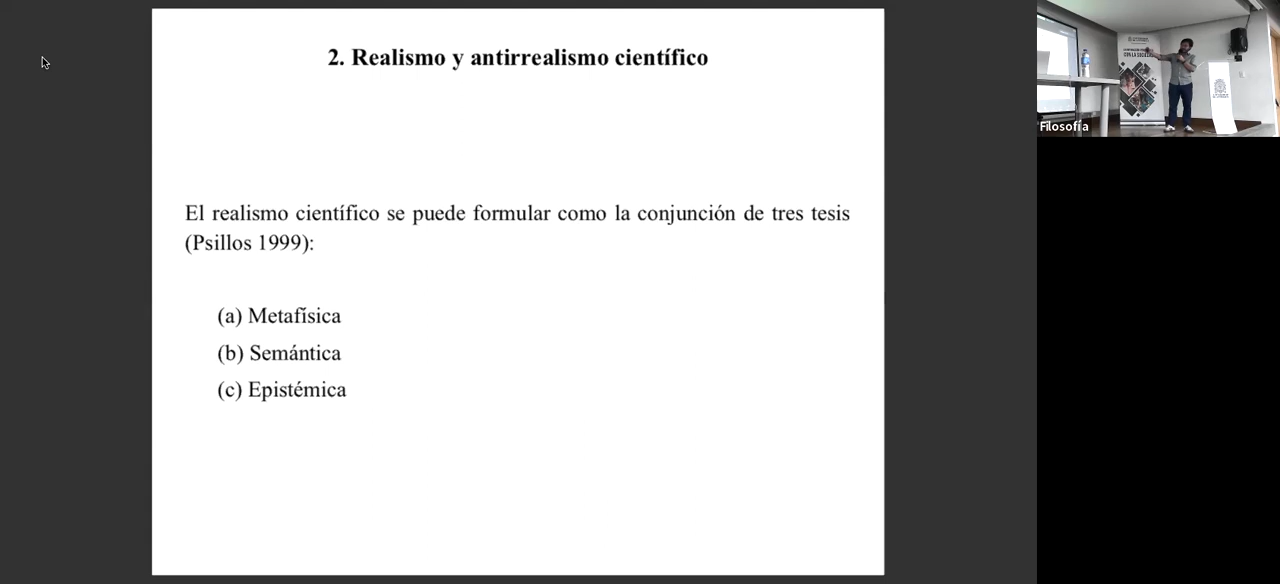 2. Realismo y antirrealismo científico
El realismo científico se puede formular como la conjunción de tres tesis
(Psillos 1999):
(a) Metafísica
(b) Semántica
(c) Epistémica
Filosofía